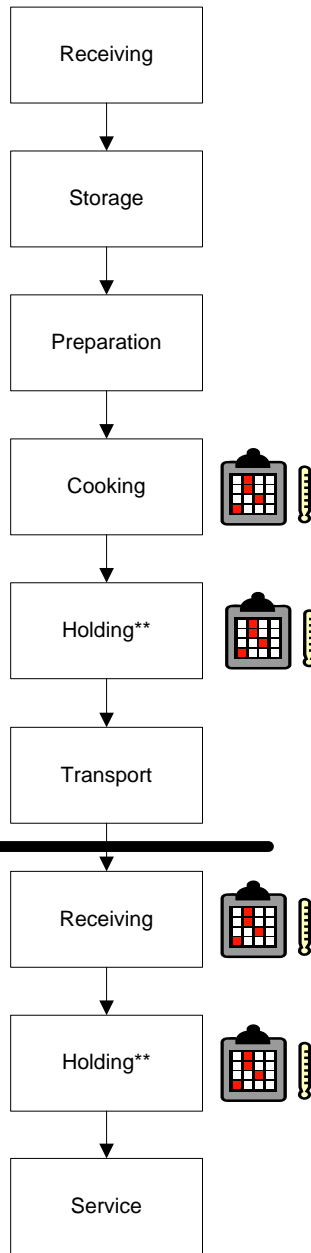 Receiving
Storage
Preparation
Cooking
Holding**
Transport
Receiving
Holding**
Service